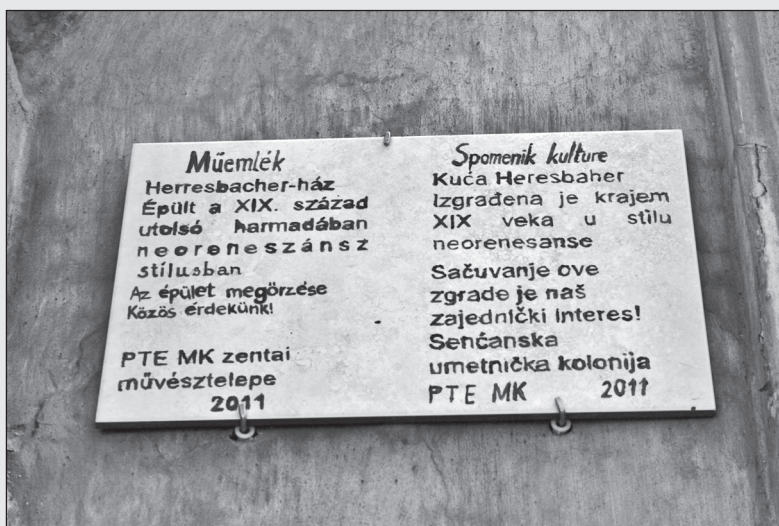 Műemlék
Herresbacher-ház
Épült a XIX. század
utolsó harmadában
neoreneszánsz
stílusban
Az épület megörzése
Közös érdekünk!
PTE MK zentai
művésztelepe
2011
Spomenik kulture
Kuća Heresbaher
Izgrađena je krajem
XIX veka u stilu
neorenesanse
Sačuvanje ove
zgrade je naš
zajednički interes!
Senćanska
umetnička kolonija
PTE MK 2011